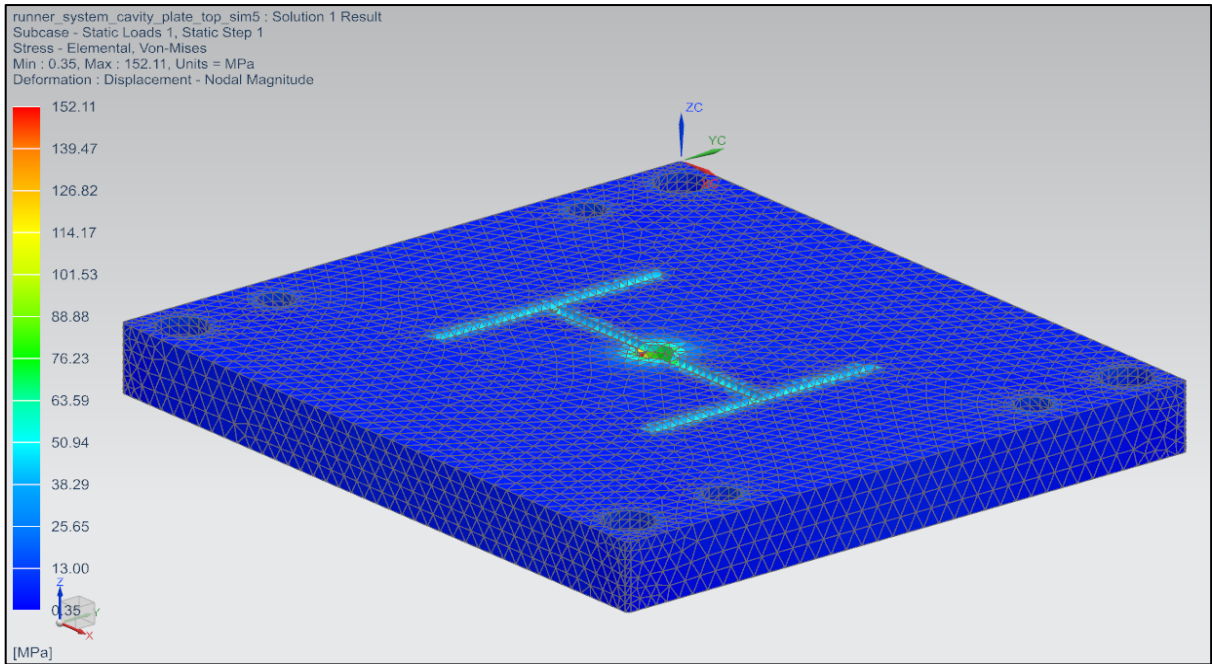 runner_system_cavity_plate_top_sim5 : Solution 1 Result
Subcase - Static Loads 1, Static Step 1
Stress - Elemental, Von-Mises
Min : 0.35, Max : 152.11, Units = MPa
Deformation : Displacement - Nodal Magnitude
152.11
139.47
126.82
114.17
101.53
88.88
76.23
63.59
50.94
38.29
25.65
13.00
0.35
[MPa]
ZC
YC
Z
Y
X